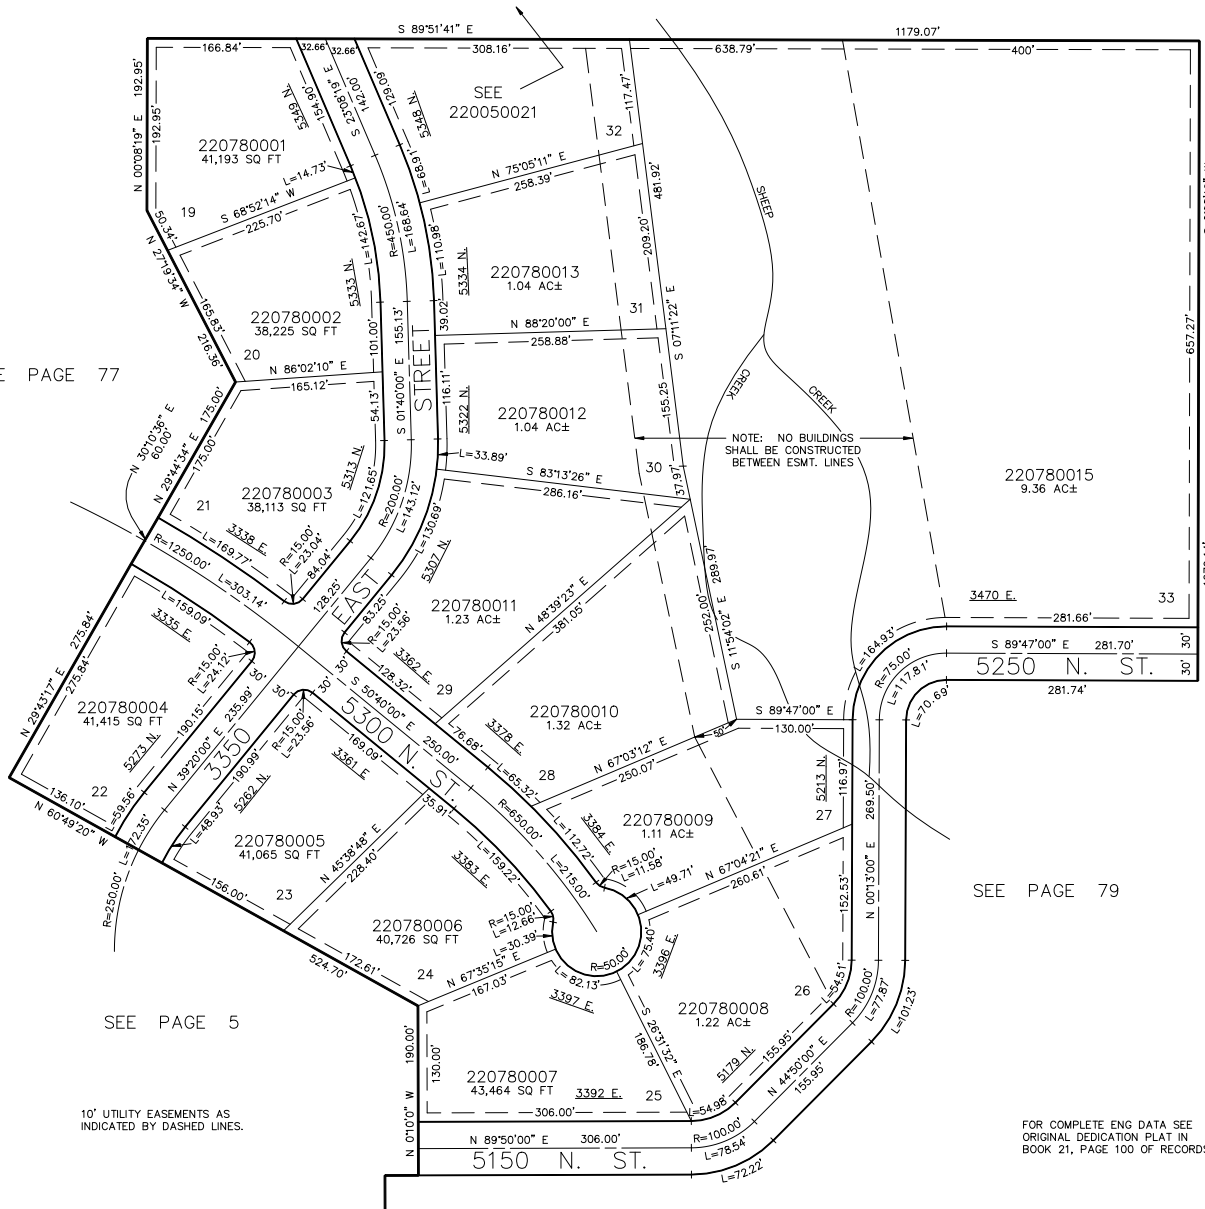 S 89°51'41" E
1179.07'
166.84'
32.66'
32.66'
308.16'
638.79'
400'
N 00°08'19" E 192.95'
192.95'
5349 N.
154.90'
S 23°08'19" E
142.00'
129.09'
5348 N.
SEE
220050021
117.47'
32
220780001
41,193 SQ FT
L=14.73'
L=68.91'
N 75°05'11" E
258.39'
481.92'
SHEEP
19
S 68°52'14" W
225.70'
50.34'
N 27°19'34" W
165.83'
216.36'
L=142.67'
R=450.00'
L=168.64'
L=110.98'
5333 N.
5334 N.
220780013
1.04 AC±
209.20'
S 07°11'22" E
31
657.27'
39.02'
N 88°20'00" E
258.88'
220780002
38,225 SQ FT
101.00'
S 01°40'00" E 155.13'
STREET
20
N 86°02'10" E
165.12'
PAGE 77
116.11'
5322 N.
220780012
1.04 AC±
155.25
CREEK
CREEK
NOTE: NO BUILDINGS
SHALL BE CONSTRUCTED
BETWEEN ESMT. LINES
N 30°10'36" E
60.00'
N 29°44'34" E 175.00'
175.00'
54.13'
L=33.89'
30
37.97'
S 83°13'26" E
286.16'
220780015
9.36 AC±
21
220780003
38,113 SQ FT
5313 N.
L=121.65'
R=200.00'
L=143.12'
L=130.69'
5307 N.
3338 E.
L=169.77'
R=15.00'
L=23.04'
84.04'
R=1250.00'
L=303.14'
128.25'
EAST
83.25'
R=15.00'
L=23.56'
220780011
1.23 AC±
N 48°39'23" E
381.05'
S 11°54'02" E 289.97'
252.00'
3470 E.
33
281.66'
L=159.09'
3335 E.
R=15.00'
L=24.12'
3362 E.
128.32'
29
L=164.93'
R=75.00'
L=117.81'
L=70.69'
S 89°47'00" E 281.70'
30'
5250 N. ST.
30'
281.74'
275.84'
N 29°43'17" E
275.84'
30'
30'
30'
30'
220780004
41,415 SQ FT
190.15'
235.99'
5273 N.
N 39°20'00" E
3350
R=15.00'
L=23.56'
S 50°40'00" E
250.00'
5300 N. ST.
169.09'
3361 E
3378 E.
76.68'
220780010
1.32 AC±
S 89°47'00" E
130.00'
50'
N 67°03'12" E
250.07'
28
L=65.32'
190.99'
5262 N.
22
136.10'
N 60°49'20" W
L=59.56'
L=72.35'
L=48.93'
R=250.00'
220780005
41,065 SQ FT
35.91'
R=650.00'
L=112.72'
3384 E.
220780009
1.11 AC±
5213 N.
27
116.97'
269.50'
N 45°38'48" E
228.40'
3383 E.
L=159.22'
L=215.00'
R=15.00'
L=11.58'
L=49.71'
N 67°04'21" E
260.61'
152.53'
N 00°13'00" E
SEE PAGE 79
156.00'
23
220780006
40,726 SQ FT
R=15.00'
L=12.66'
L=30.39'
R=50.00'
L=75.40'
3396 E.
172.61'
524.70'
24
N 67°35'15" E
167.03'
L=82.13'
3397 E.
26
L=54.51'
R=100.00'
L=77.87'
L=101.23'
220780008
1.22 AC±
S 26°31'32" E
186.78'
SEE PAGE 5
190.00'
130.00'
N 0°10'0" W
220780007
43,464 SQ FT
3392 E.
25
306.00'
5179 N.
155.95'
N 44°50'00" E
155.95'
L=54.98'
R=100.00'
L=78.54'
L=72.22'
10' UTILITY EASEMENTS AS
INDICATED BY DASHED LINES.
N 89°50'00" E 306.00'
5150 N. ST.
FOR COMPLETE ENG DATA SEE
ORIGINAL DEDICATION PLAT IN
BOOK 21, PAGE 100 OF RECORDS
5334 N.